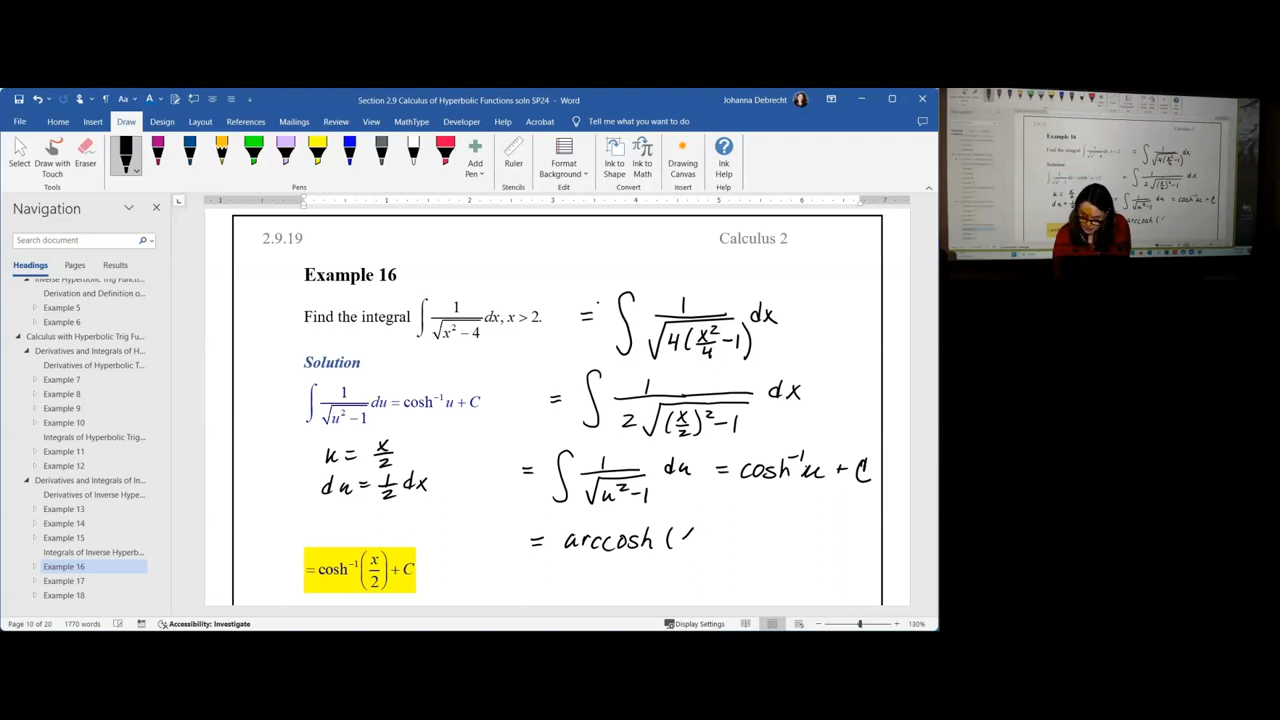 Section 2.9 Calculus of Hyperbolic Functions soln SP24 - Word
Johanna Debrecht
File Home Insert Draw Design Layout References Mailings Review View MathType Developer Help Acrobat Tell me what you want to do
Select
Draw with Touch
Eraser
Add Pen
Ruler
Format Background
Ink to Shape
Ink to Math
Drawing Canvas
Ink Help
Tools
Pens
Stencils
Edit
Convert
Insert
Help
Navigation
Search document
Headings Pages Results
Inverse Hyperbolic Trig Func...
Derivation and Definition o...
Example 5
Example 6
Calculus with Hyperbolic Trig Fu...
Derivatives and Integrals of H...
Derivatives of Hyperbolic T...
Example 7
Example 8
Example 9
Example 10
Integrals of Hyperbolic Trig...
Example 11
Example 12
Derivatives and Integrals of In...
Derivatives of Inverse Hype...
Example 13
Example 14
Example 15
Integrals of Inverse Hyperb...
Example 16
Example 17
Example 18
2.9.19 Calculus 2
Example 16
Find the integral ∫ 1/√(x² − 4) dx, x > 2. = ∫ 1/√(4(x²/4 − 1)) dx
Solution
= ∫ 1/(2√((x/2)² − 1)) dx
∫ 1/√(u² − 1) du = cosh⁻¹ u + C
u = x/2
du = 1/2 dx
= ∫ 1/√(u² − 1) du = cosh⁻¹ u + C
= arccosh (
= cosh⁻¹(x/2) + C
Page 10 of 20 1770 words Accessibility: Investigate Display Settings 130%